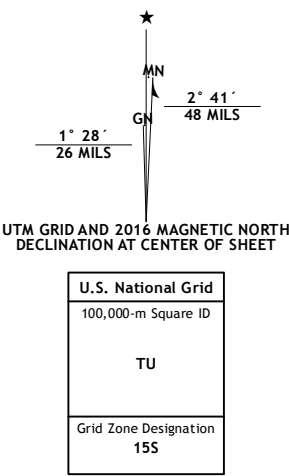 ★
MN
GN
2° 41´
48 MILS
1° 28´
26 MILS
UTM GRID AND 2016 MAGNETIC NORTH
DECLINATION AT CENTER OF SHEET
U.S. National Grid
100,000-m Square ID
TU
Grid Zone Designation
15S